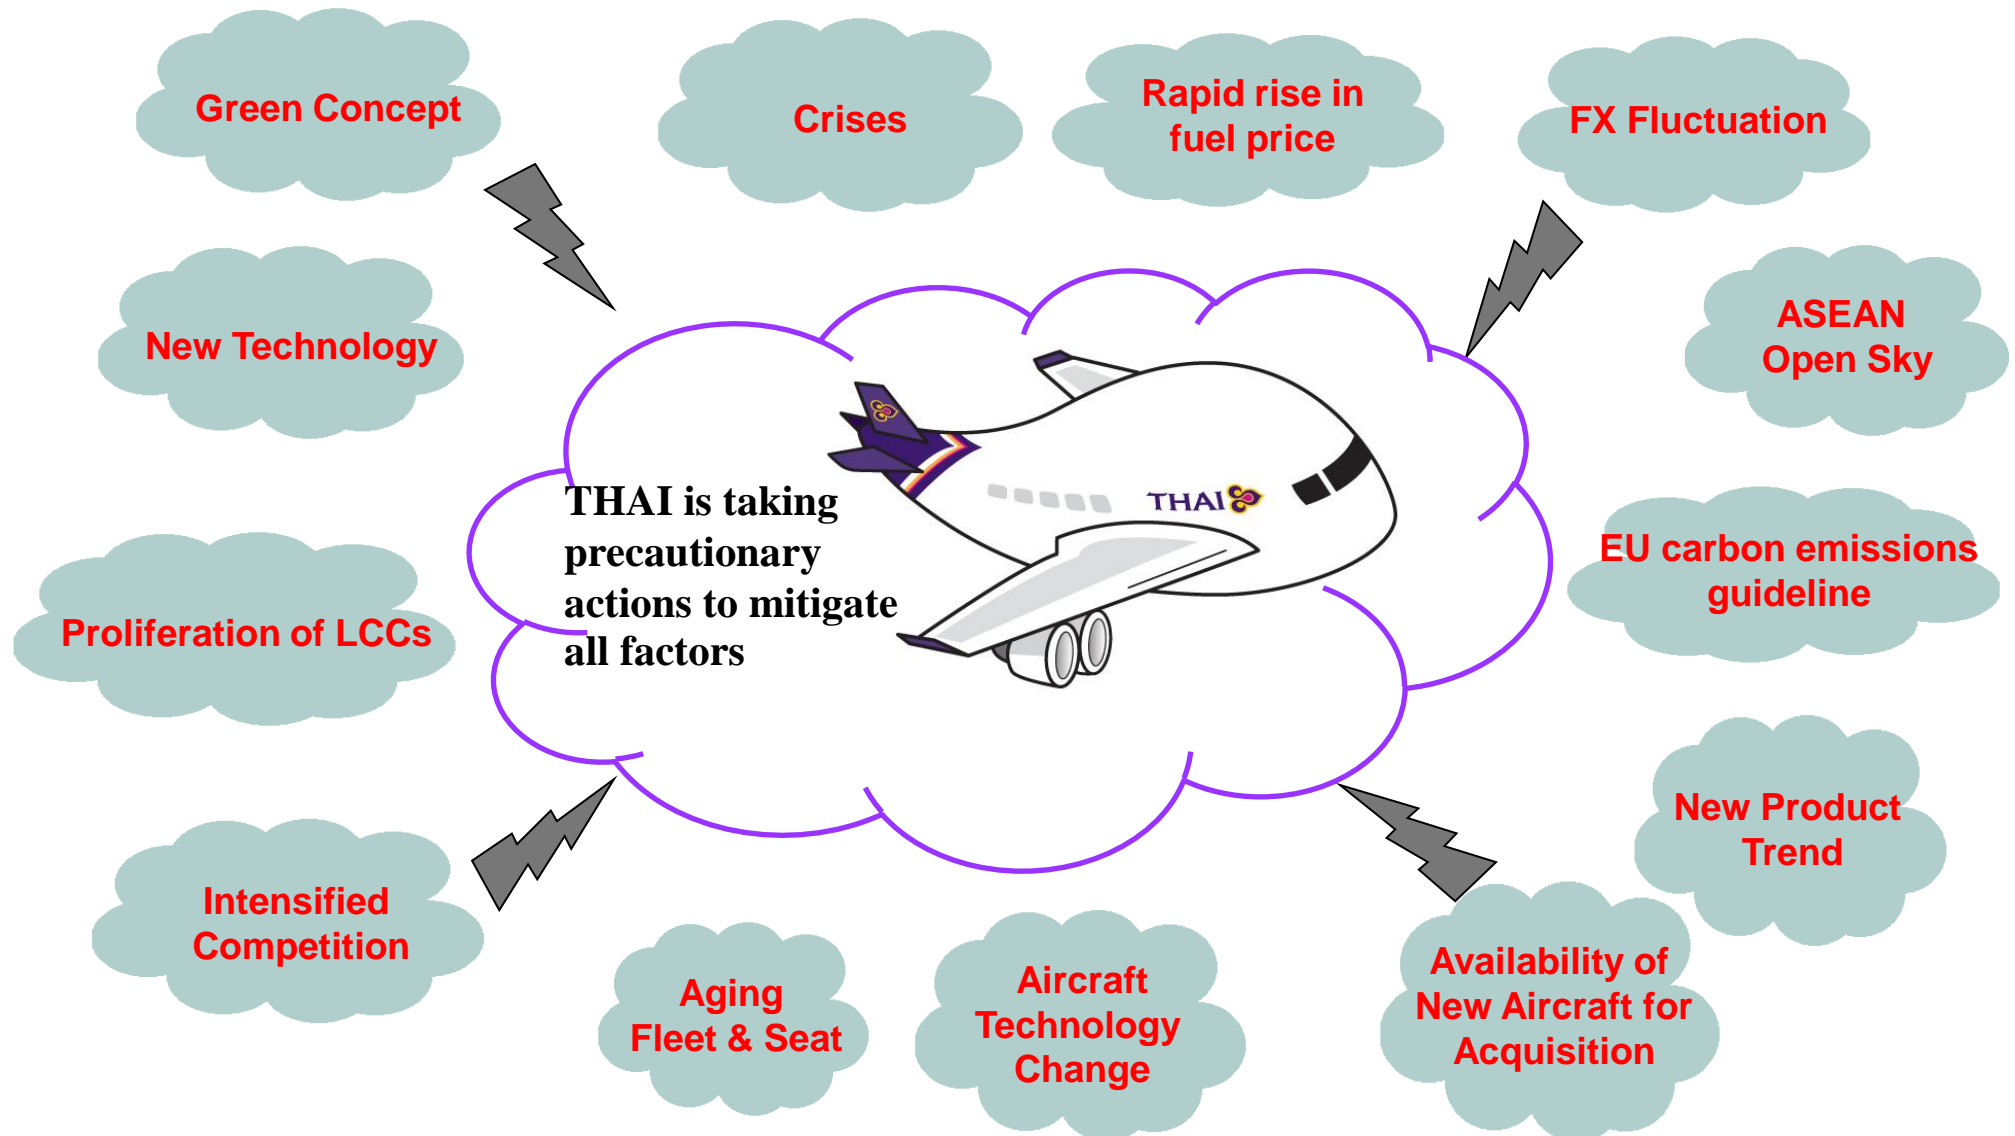 Green Concept
Crises
Rapid rise in
fuel price
FX Fluctuation
New Technology
ASEAN
Open Sky
THAI is taking
precautionary
actions to mitigate
all factors
THAI
EU carbon emissions
guideline
Proliferation of LCCs
New Product
Trend
Intensified
Competition
Aging
Fleet & Seat
Aircraft
Technology
Change
Availability of
New Aircraft for
Acquisition